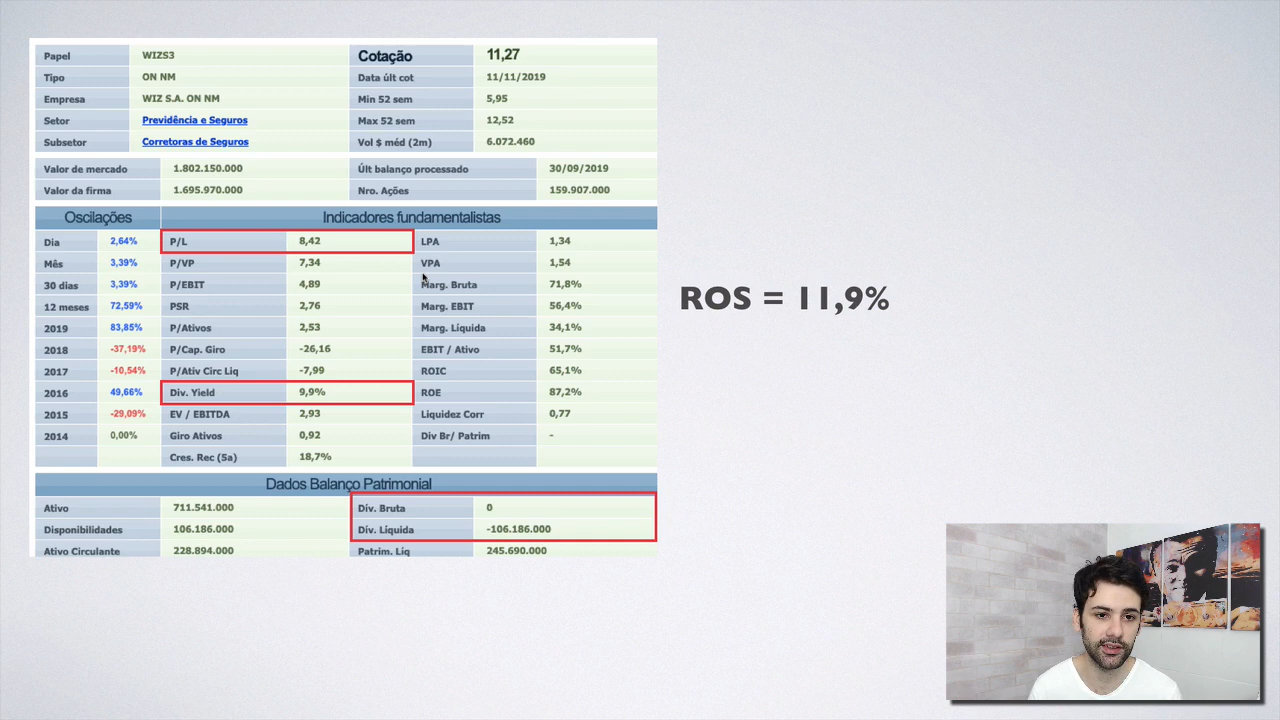 Papel WIZS3 Cotação 11,27
Tipo ON NM Data últ cot 11/11/2019
Empresa WIZ S.A. ON NM Min 52 sem 5,95
Setor Previdência e Seguros Max 52 sem 12,52
Subsetor Corretoras de Seguros Vol $ méd (2m) 6.072.460
Valor de mercado 1.802.150.000 Últ balanço processado 30/09/2019
Valor da firma 1.695.970.000 Nro. Ações 159.907.000
Oscilações Indicadores fundamentalistas
Dia 2,64% P/L 8,42 LPA 1,34
Mês 3,39% P/VP 7,34 VPA 1,54
30 dias 3,39% P/EBIT 4,89 Marg. Bruta 71,8%
12 meses 72,59% PSR 2,76 Marg. EBIT 56,4%
2019 83,85% P/Ativos 2,53 Marg. Líquida 34,1%
2018 -37,19% P/Cap. Giro -26,16 EBIT / Ativo 51,7%
2017 -10,54% P/Ativ Circ Liq -7,99 ROIC 65,1%
2016 49,66% Div. Yield 9,9% ROE 87,2%
2015 -29,09% EV / EBITDA 2,93 Liquidez Corr 0,77
2014 0,00% Giro Ativos 0,92 Div Br/ Patrim -
Cres. Rec (5a) 18,7%
Dados Balanço Patrimonial
Ativo 711.541.000 Dív. Bruta 0
Disponibilidades 106.186.000 Dív. Líquida -106.186.000
Ativo Circulante 228.894.000 Patrim. Líq 245.690.000
ROS = 11,9%